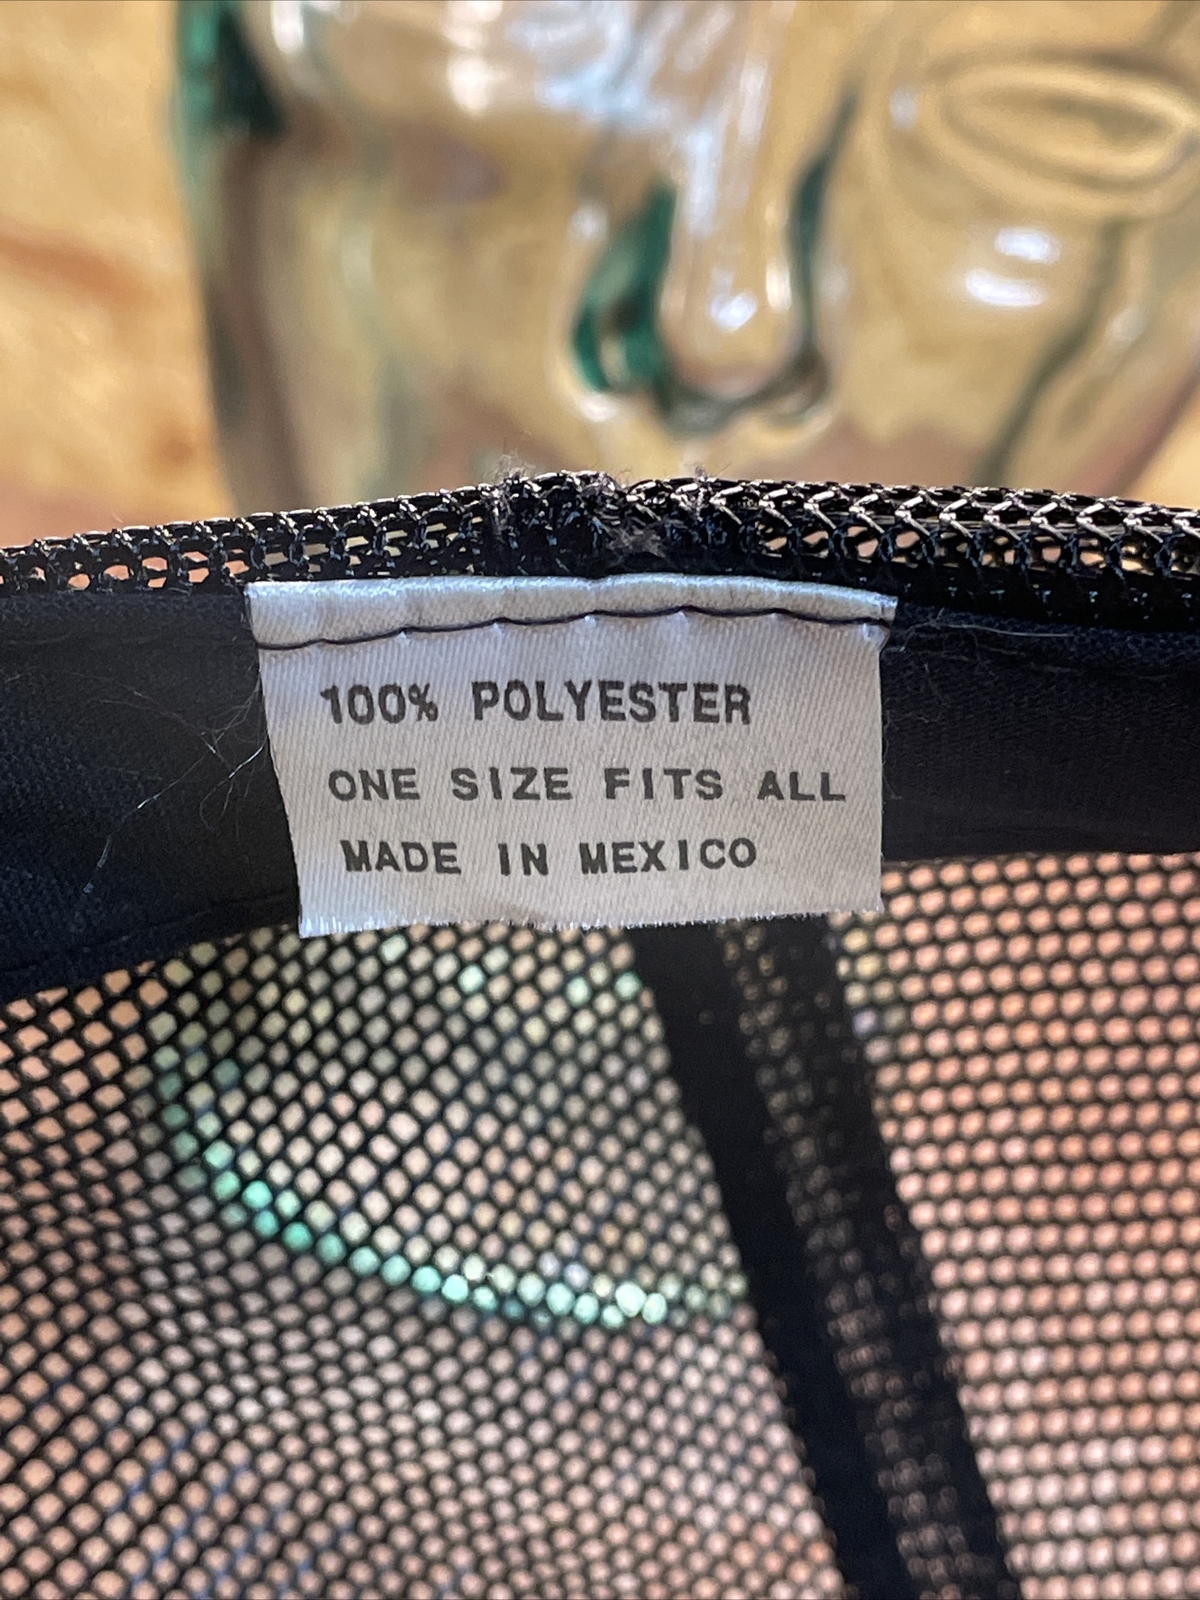 100% POLYESTER
ONE SIZE FITS ALL
MADE IN MEXICO